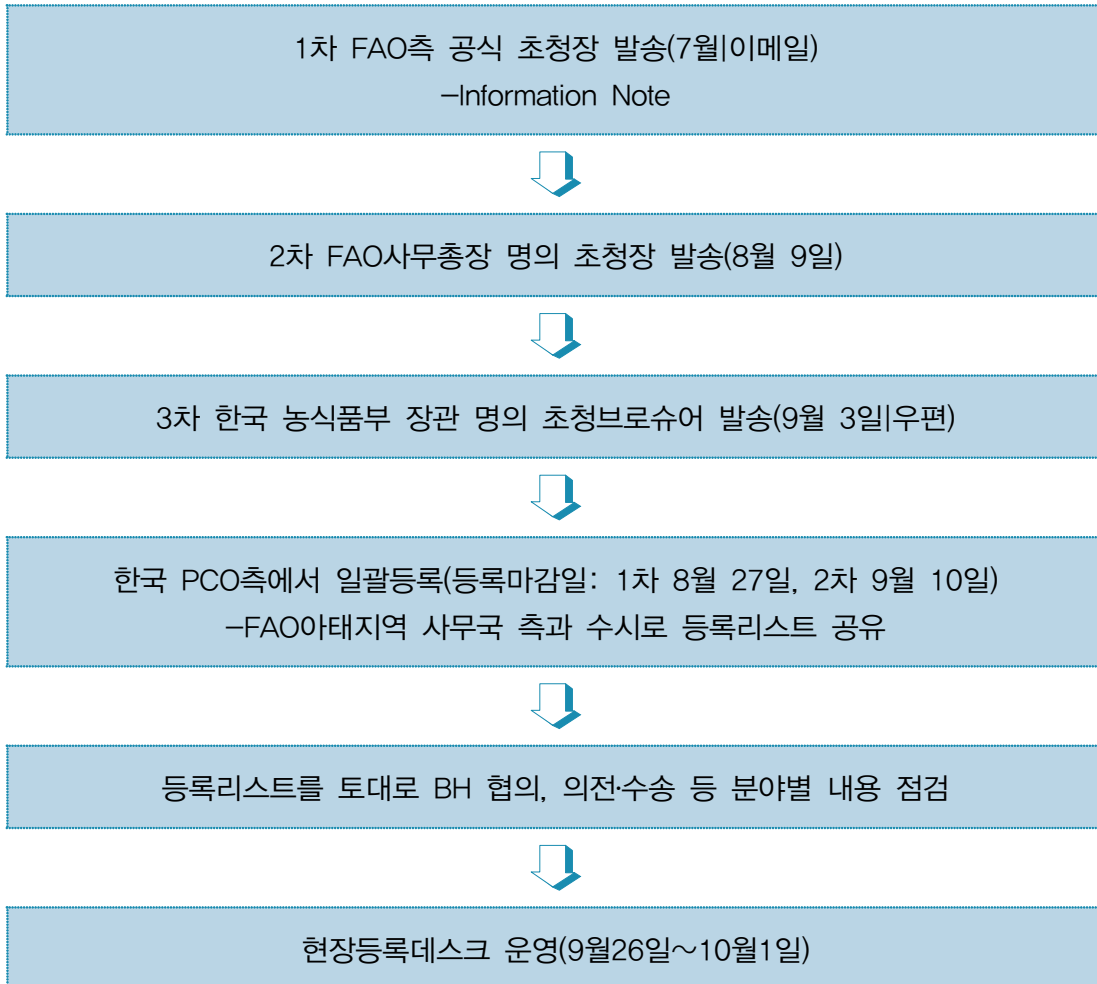 1차 FAO측 공식 초청장 발송(7월|이메일)
-Information Note
2차 FAO사무총장 명의 초청장 발송(8월 9일)
3차 한국 농식품부 장관 명의 초청브로슈어 발송(9월 3일|우편)
한국 PCO측에서 일괄등록(등록마감일: 1차 8월 27일, 2차 9월 10일)
-FAO아태지역 사무국 측과 수시로 등록리스트 공유
등록리스트를 토대로 BH 협의, 의전·수송 등 분야별 내용 점검
현장등록데스크 운영(9월26일~10월1일)